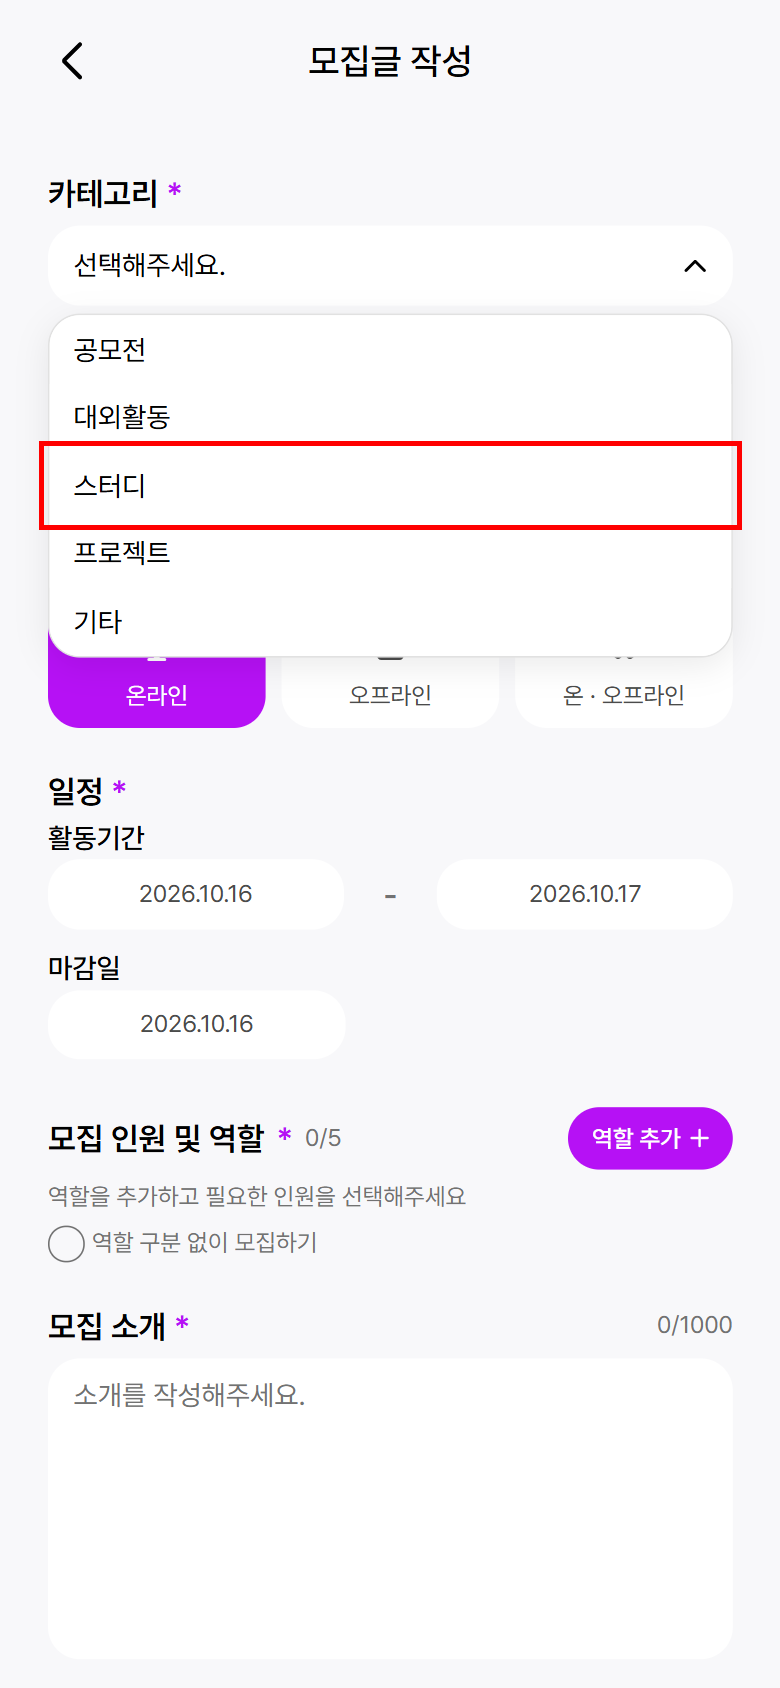 모집글 작성
카테고리 *
선택해주세요.
공모전
대외활동
스터디
프로젝트
기타
온라인
오프라인
온 · 오프라인
일정 *
활동기간
2026.10.16 - 2026.10.17
마감일
2026.10.16
모집 인원 및 역할 * 0/5
역할 추가 +
역할을 추가하고 필요한 인원을 선택해주세요
역할 구분 없이 모집하기
모집 소개 * 0/1000
소개를 작성해주세요.